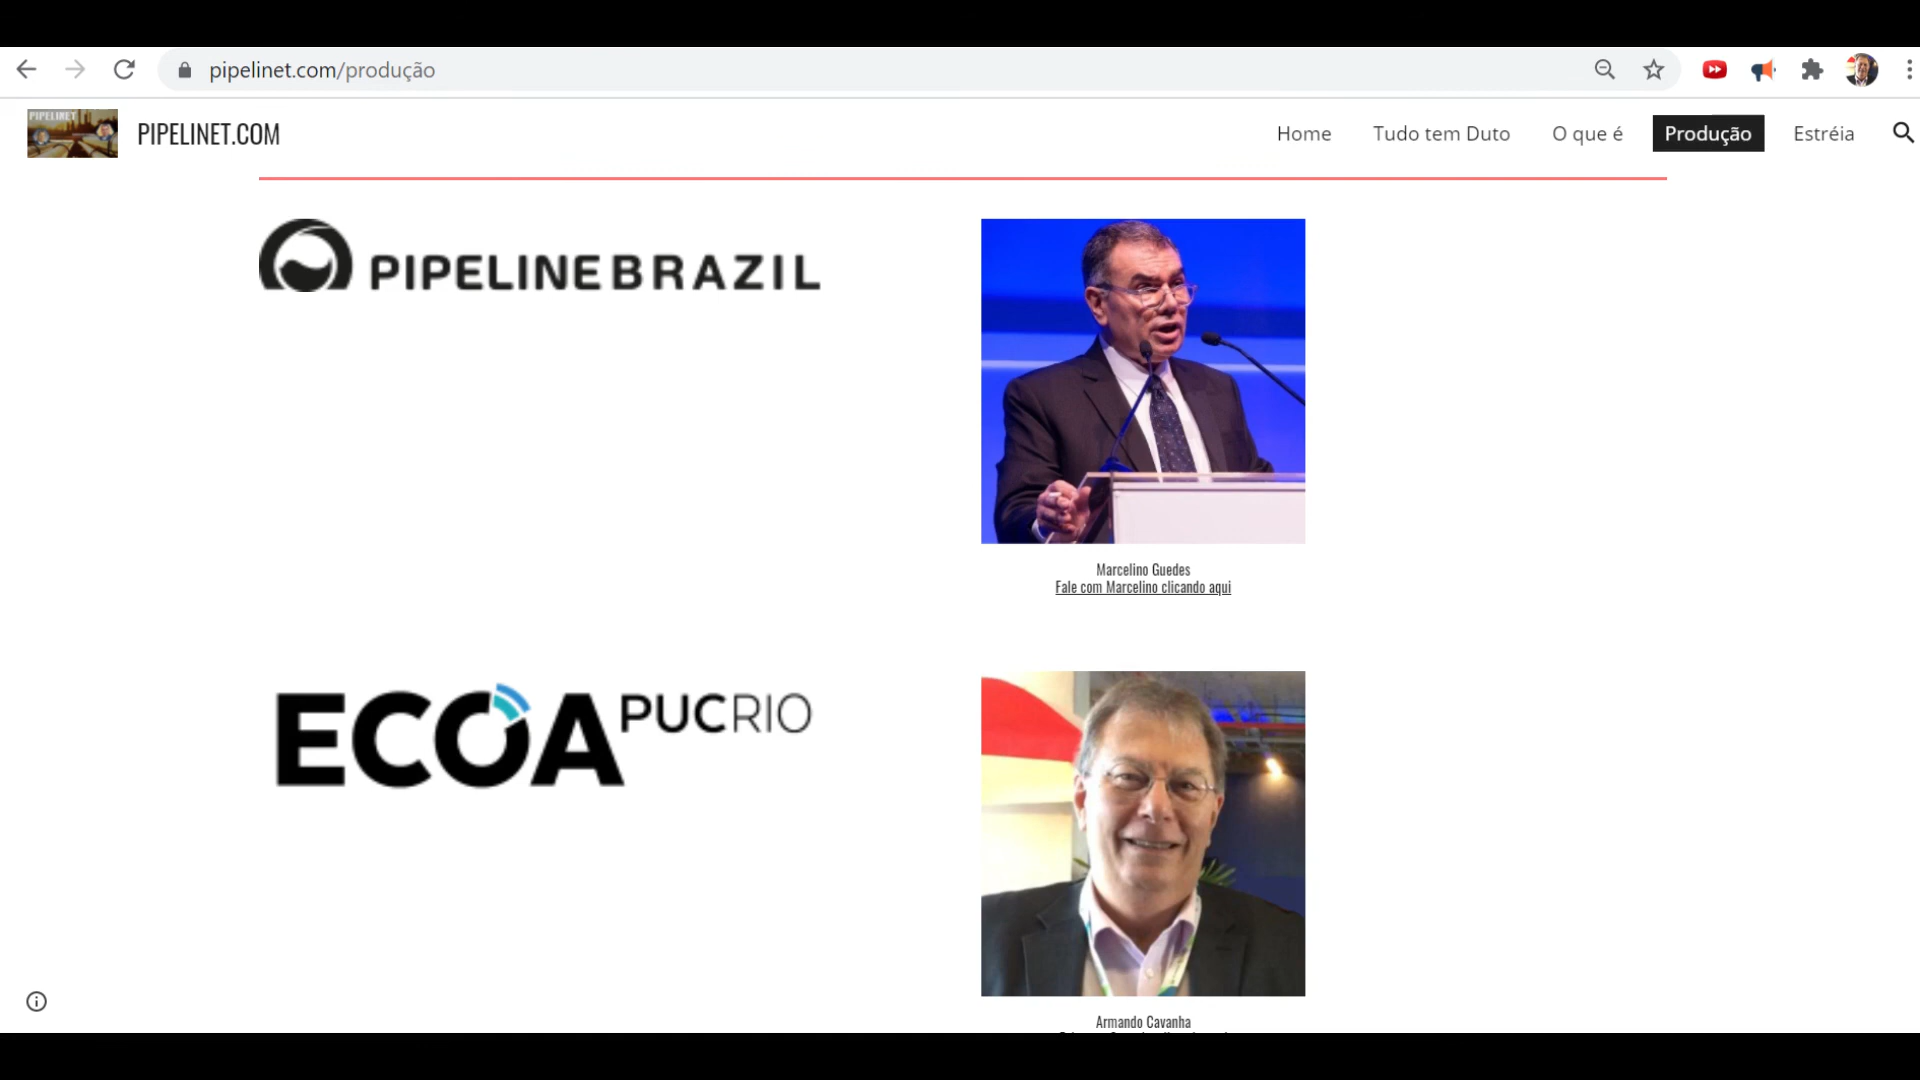 pipelinet.com/produção
PIPELINET
PIPELINET.COM
Home
Tudo tem Duto
O que é
Produção
Estréia
PIPELINEBRAZIL
Marcelino Guedes
Fale com Marcelino clicando aqui
ECOA PUCRIO
Armando Cavanha